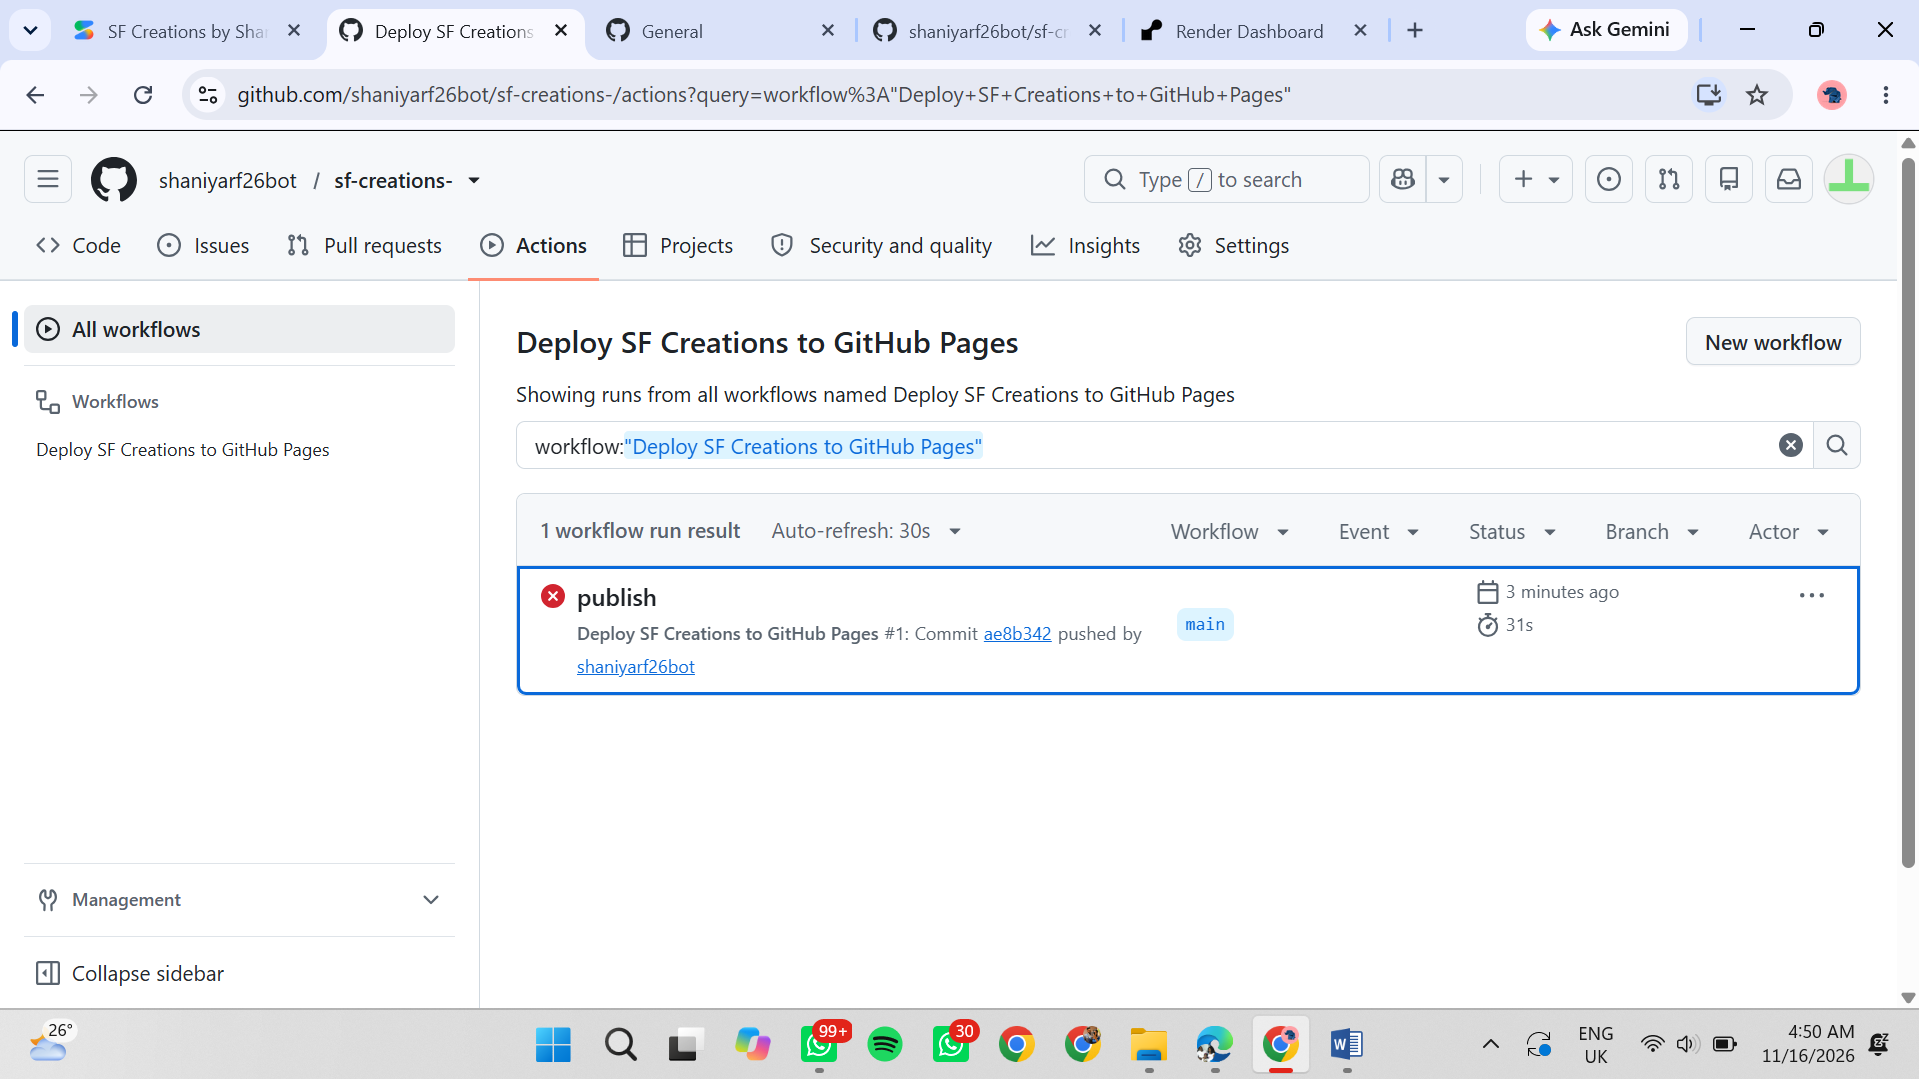 SF Creations by Shan
Deploy SF Creations
General
shaniyarf26bot/sf-cr
Render Dashboard
Ask Gemini
github.com/shaniyarf26bot/sf-creations-/actions?query=workflow%3A"Deploy+SF+Creations+to+GitHub+Pages"
shaniyarf26bot / sf-creations-
Type / to search
Code
Issues
Pull requests
Actions
Projects
Security and quality
Insights
Settings
All workflows
Workflows
Deploy SF Creations to GitHub Pages
Management
Collapse sidebar
Deploy SF Creations to GitHub Pages
New workflow
Showing runs from all workflows named Deploy SF Creations to GitHub Pages
workflow:"Deploy SF Creations to GitHub Pages"
1 workflow run result
Auto-refresh: 30s
Workflow
Event
Status
Branch
Actor
publish
Deploy SF Creations to GitHub Pages #1: Commit ae8b342 pushed by
shaniyarf26bot
main
3 minutes ago
31s
26°
99+
30
ENG
UK
4:50 AM
11/16/2026